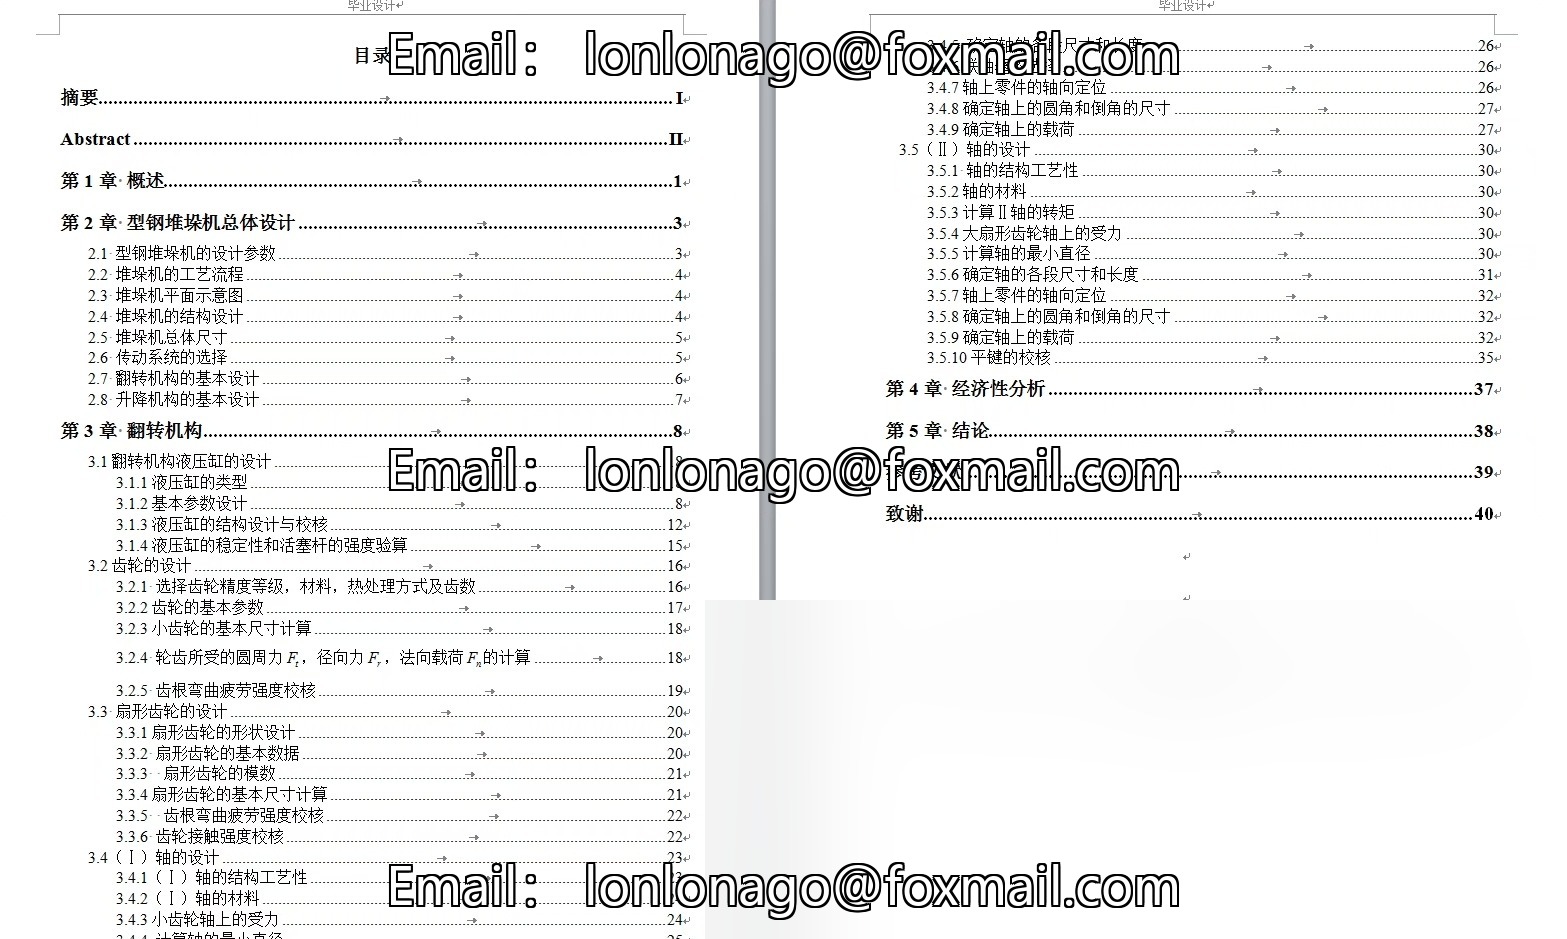 毕业设计
目录
摘要 I
Abstract II
第 1 章 概述 1
第 2 章 型钢堆垛机总体设计 3
2.1 型钢堆垛机的设计参数 3
2.2 堆垛机的工艺流程 4
2.3 堆垛机平面示意图 4
2.4 堆垛机的结构设计 4
2.5 堆垛机总体尺寸 5
2.6 传动系统的选择 5
2.7 翻转机构的基本设计 6
2.8 升降机构的基本设计 7
第 3 章 翻转机构 8
3.1 翻转机构液压缸的设计 8
3.1.1 液压缸的类型
3.1.2 基本参数设计 8
3.1.3 液压缸的结构设计与校核 12
3.1.4 液压缸的稳定性和活塞杆的强度验算 15
3.2 齿轮的设计 16
3.2.1 选择齿轮精度等级，材料，热处理方式及齿数 16
3.2.2 齿轮的基本参数 17
3.2.3 小齿轮的基本尺寸计算 18
3.2.4 轮齿所受的圆周力 Ft，径向力 Fr，法向载荷 Fn 的计算 18
3.2.5 齿根弯曲疲劳强度校核 19
3.3 扇形齿轮的设计 20
3.3.1 扇形齿轮的形状设计 20
3.3.2 扇形齿轮的基本数据 20
3.3.3 扇形齿轮的模数 21
3.3.4 扇形齿轮的基本尺寸计算 21
3.3.5 齿根弯曲疲劳强度校核 22
3.3.6 齿轮接触强度校核 22
3.4（Ⅰ）轴的设计 23
3.4.1（Ⅰ）轴的结构工艺性 23
3.4.2（Ⅰ）轴的材料
3.4.3 小齿轮轴上的受力 24
毕业设计
确定轴的各段尺寸和长度 26
26
3.4.7 轴上零件的轴向定位 26
3.4.8 确定轴上的圆角和倒角的尺寸 27
3.4.9 确定轴上的载荷 27
3.5（Ⅱ）轴的设计 30
3.5.1 轴的结构工艺性 30
3.5.2 轴的材料 30
3.5.3 计算Ⅱ轴的转矩 30
3.5.4 大扇形齿轮轴上的受力 30
3.5.5 计算轴的最小直径 30
3.5.6 确定轴的各段尺寸和长度 31
3.5.7 轴上零件的轴向定位 32
3.5.8 确定轴上的圆角和倒角的尺寸 32
3.5.9 确定轴上的载荷 32
3.5.10 平键的校核 35
第 4 章 经济性分析 37
第 5 章 结论 38
39
致谢 40
Email： lonlonago@foxmail.com
Email： lonlonago@foxmail.com
Email： lonlonago@foxmail.com